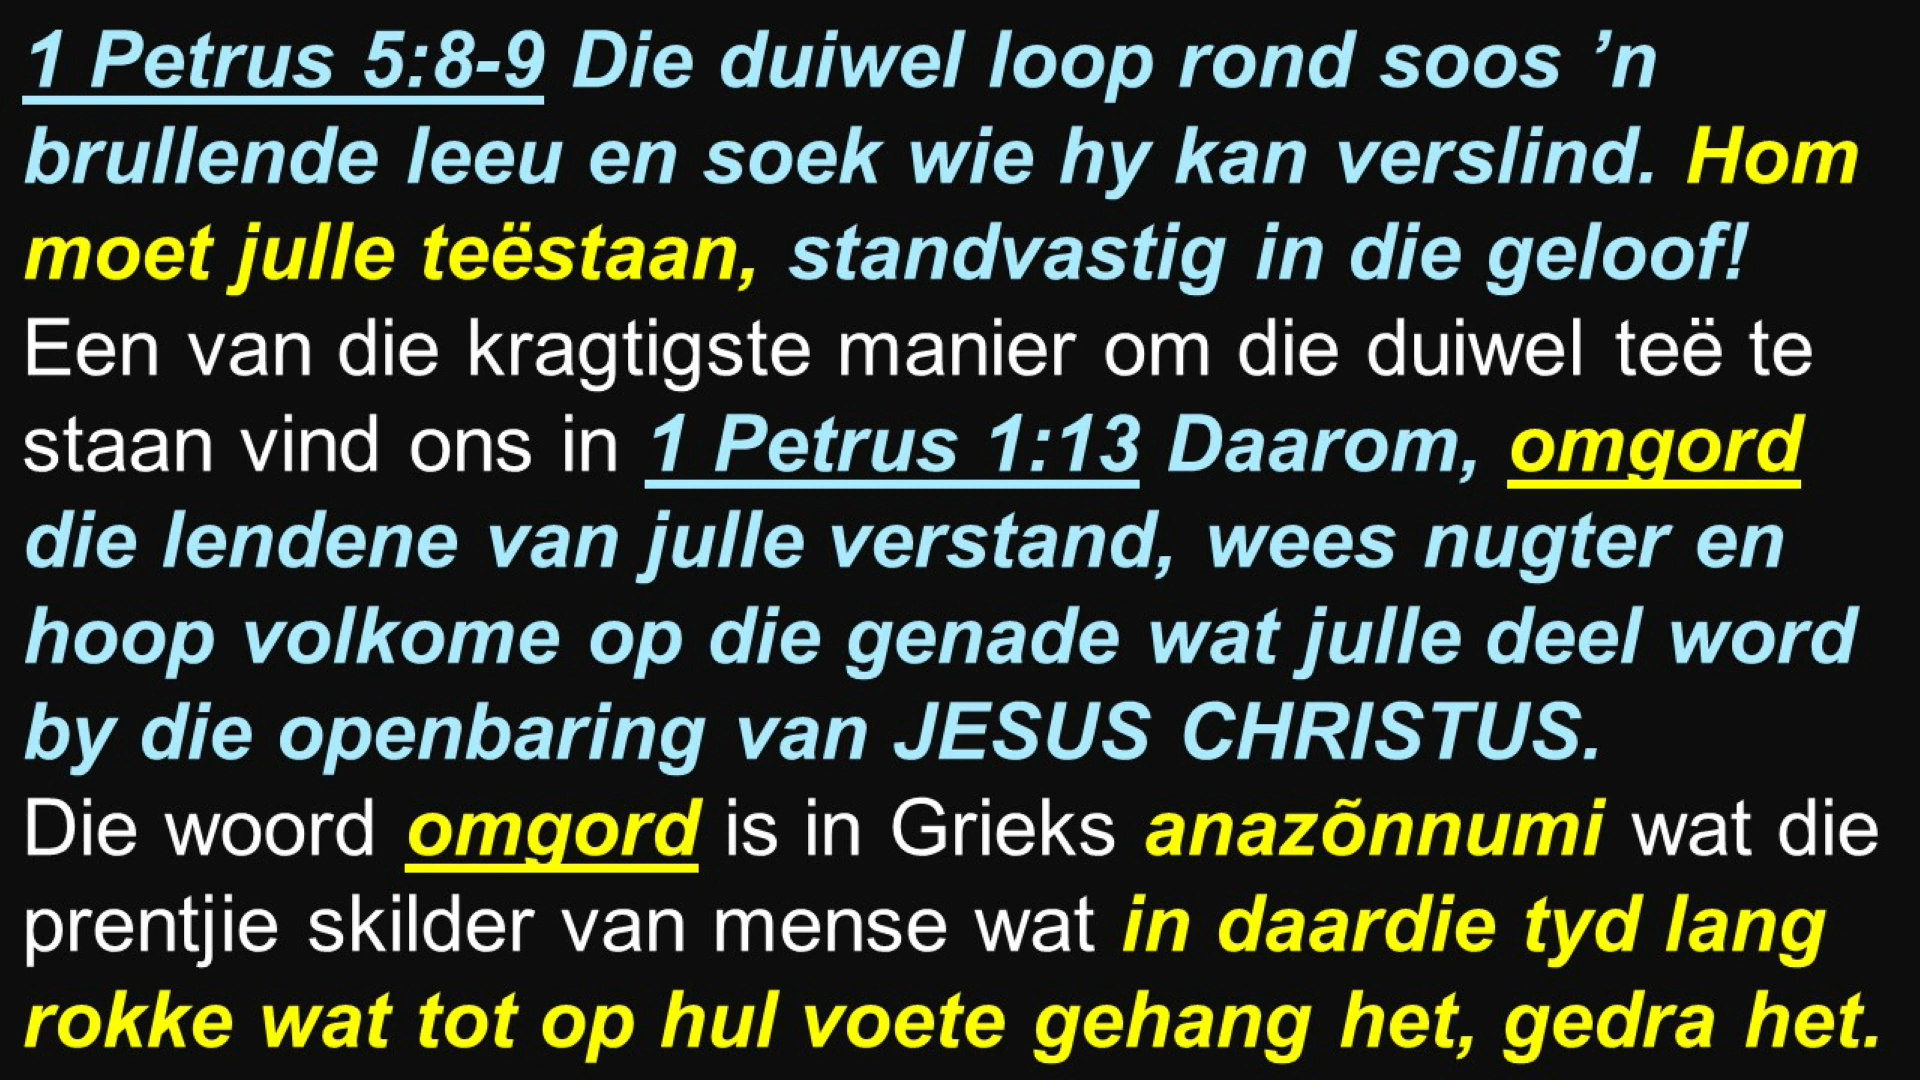 1 Petrus 5:8-9 Die duiwel loop rond soos ’n
brullende leeu en soek wie hy kan verslind. Hom
moet julle teëstaan, standvastig in die geloof!
Een van die kragtigste manier om die duiwel teë te
staan vind ons in 1 Petrus 1:13 Daarom, omgord
die lendene van julle verstand, wees nugter en
hoop volkome op die genade wat julle deel word
by die openbaring van JESUS CHRISTUS.
Die woord omgord is in Grieks anazõnnumi wat die
prentjie skilder van mense wat in daardie tyd lang
rokke wat tot op hul voete gehang het, gedra het.